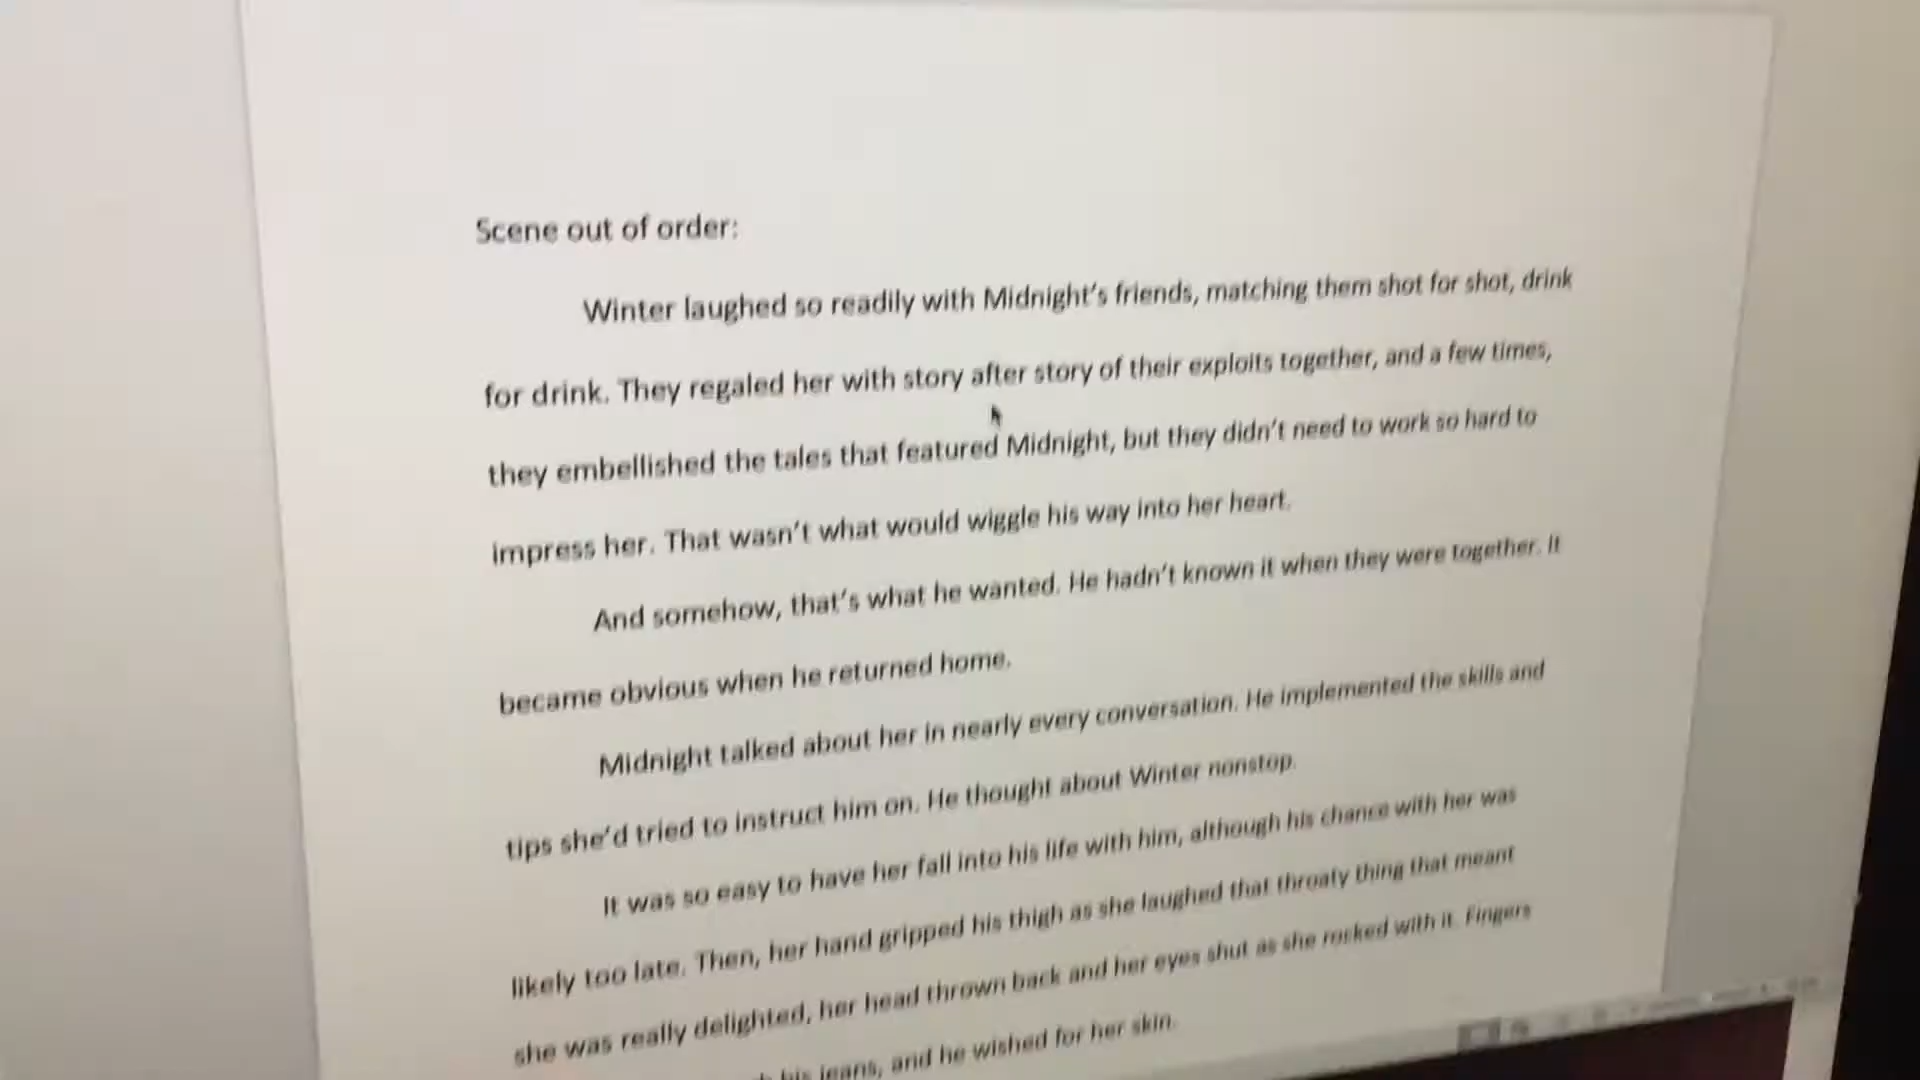 Scene out of order:
Winter laughed so readily with Midnight's friends, matching them shot for shot, drink
for drink. They regaled her with story after story of their exploits together, and a few times,
they embellished the tales that featured Midnight, but they didn't need to work so hard to
impress her. That wasn't what would wiggle his way into her heart.
And somehow, that's what he wanted. He hadn't known it when they were together. It
became obvious when he returned home.
Midnight talked about her in nearly every conversation. He implemented the skills and
tips she'd tried to instruct him on. He thought about Winter nonstop.
It was so easy to have her fall into his life with him, although his chance with her was
likely too late. Then, her hand gripped his thigh as she laughed that throaty thing that meant
she was really delighted, her head thrown back and her eyes shut as she rocked with it. Fingers
his jeans, and he wished for her skin.